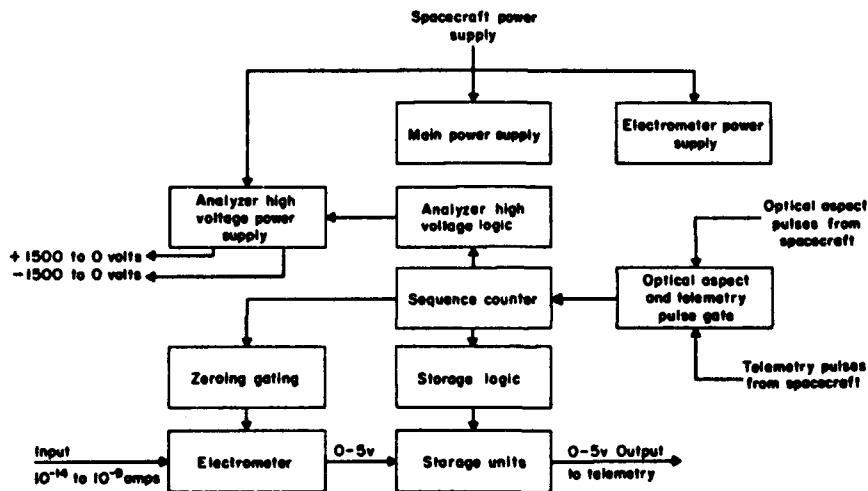 Spacecraft power
supply
Main power supply
Electrometer power
supply
Analyzer high
voltage power
supply
Analyzer high
voltage logic
Optical aspect
pulses from
spacecraft
+ 1500 to 0 volts
− 1500 to 0 volts
Sequence counter
Optical aspect
and telemetry
pulse gate
Zeroing gating
Storage logic
Telemetry pulses
from spacecraft
Input
10⁻¹⁴ to 10⁻⁹ amps
Electrometer
0–5v
Storage units
0–5v Output
to telemetry